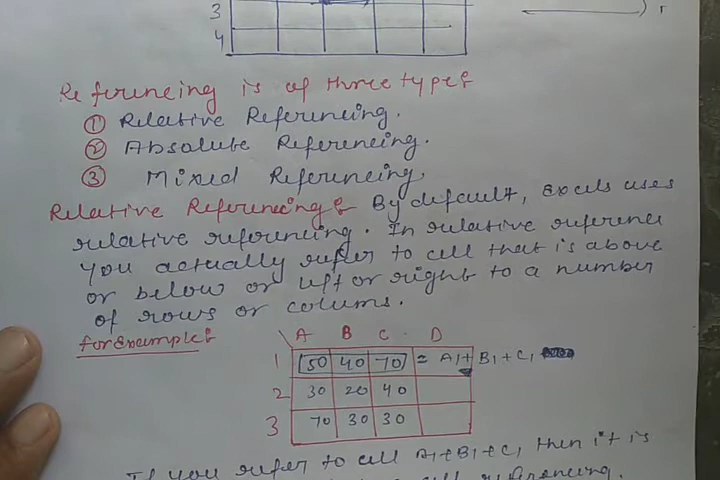 3
4
Referencing is of three types
① Relative Referencing.
② Absolute Referencing.
③ Mixed Referencing,
Relative Referencing By default, excels uses
relative referencing. In relative reference
you actually refer to cell that is above
or below or left or right to a number
of rows or colums.
for Example
A B C D
1 50 40 70 = A1+B1+C1
2 30 20 40
3 70 30 30
If you refer to cell A1+B1+C1 then it is
cell referencing.